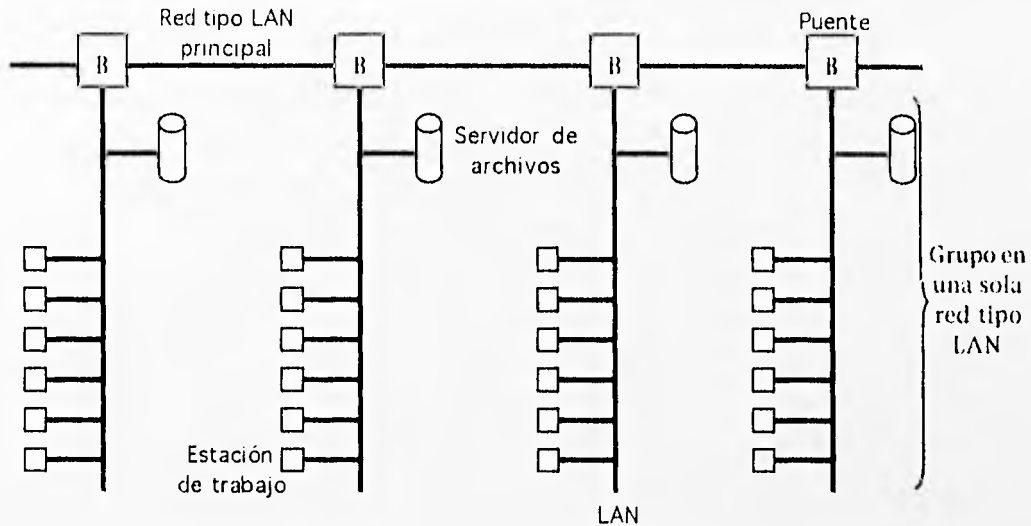 Red tipo LAN
principal
Puente
B
B
B
B
Servidor de
archivos
Grupo en
una sola
red tipo
LAN
Estación
de trabajo
LAN